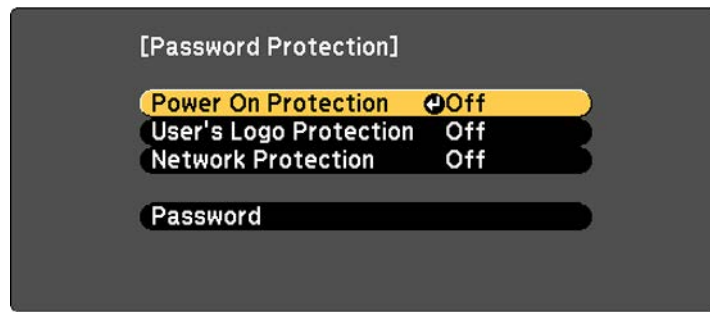 [Password Protection]
Power On Protection Off
User's Logo Protection Off
Network Protection Off
Password